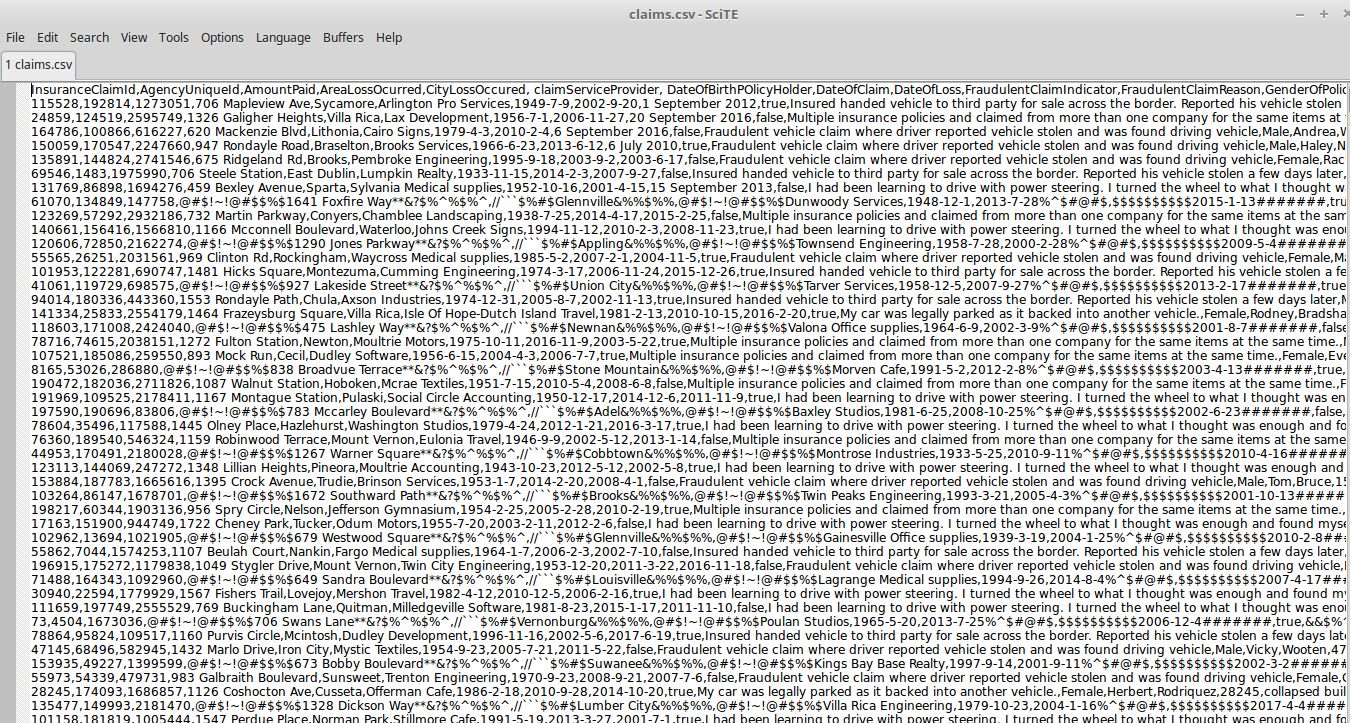 claims.csv - SciTE
File Edit Search View Tools Options Language Buffers Help
1 claims.csv
InsuranceClaimId,AgencyUniqueId,AmountPaid,AreaLossOcurred,CityLossOccured, claimServiceProvider, DateOfBirthPOlicyHolder,DateOfClaim,DateOfLoss,FraudulentClaimIndicator,FraudulentClaimReason,GenderOfPolic
115528,192814,1273051,706 Mapleview Ave,Sycamore,Arlington Pro Services,1949-7-9,2002-9-20,1 September 2012,true,Insured handed vehicle to third party for sale across the border. Reported his vehicle stolen
24859,124519,2595749,1326 Galigher Heights,Villa Rica,Lax Development,1956-7-1,2006-11-27,20 September 2016,false,Multiple insurance policies and claimed from more than one company for the same items at
164786,100866,616227,620 Mackenzie Blvd,Lithonia,Cairo Signs,1979-4-3,2010-2-4,6 September 2016,false,Fraudulent vehicle claim where driver reported vehicle stolen and was found driving vehicle,Male,Andrea,W
150059,170547,2247660,947 Rondayle Road,Braselton,Brooks Services,1966-6-23,2013-6-12,6 July 2010,true,Fraudulent vehicle claim where driver reported vehicle stolen and was found driving vehicle,Male,Haley,N
135891,144824,2741546,675 Ridgeland Rd,Brooks,Pembroke Engineering,1995-9-18,2003-9-2,2003-6-17,false,Fraudulent vehicle claim where driver reported vehicle stolen and was found driving vehicle,Female,Rac
69546,1483,1975990,706 Steele Station,East Dublin,Lumpkin Realty,1933-11-15,2014-2-3,2007-9-27,false,Insured handed vehicle to third party for sale across the border. Reported his vehicle stolen a few days later,
131769,86898,1694276,459 Bexley Avenue,Sparta,Sylvania Medical supplies,1952-10-16,2001-4-15,15 September 2013,false,I had been learning to drive with power steering. I turned the wheel to what I thought w
61070,134849,147758,@#$!~!@#$$%$1641 Foxfire Way**&?$%^%$%^,//```$%#$Glennville&%%$%%,@#$!~!@#$$%$Dunwoody Services,1948-12-1,2013-7-28%^$#@#$,$$$$$$$$$$2015-1-13#######,tru
123269,57292,2932186,732 Martin Parkway,Conyers,Chamblee Landscaping,1938-7-25,2014-4-17,2015-2-25,false,Multiple insurance policies and claimed from more than one company for the same items at the sam
140661,156416,1566810,1166 Mcconnell Boulevard,Waterloo,Johns Creek Signs,1994-11-12,2010-2-3,2008-11-23,true,I had been learning to drive with power steering. I turned the wheel to what I thought was enou
120606,72850,2162274,@#$!~!@#$$%$1290 Jones Parkway**&?$%^%$%^,//```$%#$Appling&%%$%%,@#$!~!@#$$%$Townsend Engineering,1958-7-28,2000-2-28%^$#@#$,$$$$$$$$$$2009-5-4#######
55565,26251,2031561,969 Clinton Rd,Rockingham,Waycross Medical supplies,1985-5-2,2007-2-1,2004-11-5,true,Fraudulent vehicle claim where driver reported vehicle stolen and was found driving vehicle,Female,Ma
101953,122281,690747,1481 Hicks Square,Montezuma,Cumming Engineering,1974-3-17,2006-11-24,2015-12-26,true,Insured handed vehicle to third party for sale across the border. Reported his vehicle stolen a fe
41061,119729,698575,@#$!~!@#$$%$927 Lakeside Street**&?$%^%$%^,//```$%#$Union City&%%$%%,@#$!~!@#$$%$Tarver Services,1958-12-5,2007-9-27%^$#@#$,$$$$$$$$$$2013-2-17#######,true,
94014,180336,443360,1553 Rondayle Path,Chula,Axson Industries,1974-12-31,2005-8-7,2002-11-13,true,Insured handed vehicle to third party for sale across the border. Reported his vehicle stolen a few days later,M
141334,25833,2554179,1464 Frazeysburg Square,Villa Rica,Isle Of Hope-Dutch Island Travel,1981-2-13,2010-10-15,2016-2-20,true,My car was legally parked as it backed into another vehicle.,Female,Rodney,Bradsha
118603,171008,2424040,@#$!~!@#$$%$475 Lashley Way**&?$%^%$%^,//```$%#$Newnan&%%$%%,@#$!~!@#$$%$Valona Office supplies,1964-6-9,2002-3-9%^$#@#$,$$$$$$$$$$2001-8-7#######,false
78716,74615,2038151,1272 Fulton Station,Newton,Moultrie Motors,1975-10-11,2016-11-9,2003-5-22,true,Multiple insurance policies and claimed from more than one company for the same items at the same time.,
107521,185086,259550,893 Mock Run,Cecil,Dudley Software,1956-6-15,2004-4-3,2006-7-7,true,Multiple insurance policies and claimed from more than one company for the same items at the same time.,Female,Eve
8165,53026,286880,@#$!~!@#$$%$838 Broadvue Terrace**&?$%^%$%^,//```$%#$Stone Mountain&%%$%%,@#$!~!@#$$%$Morven Cafe,1991-5-2,2012-2-8%^$#@#$,$$$$$$$$$$2003-4-13#######,true,
190472,182036,2711826,1087 Walnut Station,Hoboken,Mcrae Textiles,1951-7-15,2010-5-4,2008-6-8,false,Multiple insurance policies and claimed from more than one company for the same items at the same time.,F
191969,109525,2178411,1167 Montague Station,Pulaski,Social Circle Accounting,1950-12-17,2014-12-6,2011-11-9,true,I had been learning to drive with power steering. I turned the wheel to what I thought was en
197590,190696,83806,@#$!~!@#$$%$783 Mccarley Boulevard**&?$%^%$%^,//```$%#$Adel&%%$%%,@#$!~!@#$$%$Baxley Studios,1981-6-25,2008-10-25%^$#@#$,$$$$$$$$$$2002-6-23#######,false,
78604,35496,117588,1445 Olney Place,Hazlehurst,Washington Studios,1979-4-24,2012-1-21,2016-3-17,true,I had been learning to drive with power steering. I turned the wheel to what I thought was enough and fo
76360,189540,546324,1159 Robinwood Terrace,Mount Vernon,Eulonia Travel,1946-9-9,2002-5-12,2013-1-14,false,Multiple insurance policies and claimed from more than one company for the same items at the same time
44953,170491,2180028,@#$!~!@#$$%$1267 Warner Square**&?$%^%$%^,//```$%#$Cobbtown&%%$%%,@#$!~!@#$$%$Montrose Industries,1933-5-25,2010-9-11%^$#@#$,$$$$$$$$$$2010-4-16######
123113,144069,247272,1348 Lillian Heights,Pineora,Moultrie Accounting,1943-10-23,2012-5-12,2002-5-8,true,I had been learning to drive with power steering. I turned the wheel to what I thought was enough and
153884,187783,1665616,1395 Crock Avenue,Trudie,Brinson Services,1953-1-7,2014-2-20,2008-4-1,false,Fraudulent vehicle claim where driver reported vehicle stolen and was found driving vehicle,Male,Tom,Bruce,15
103264,86147,1678701,@#$!~!@#$$%$1672 Southward Path**&?$%^%$%^,//```$%#$Brooks&%%$%%,@#$!~!@#$$%$Twin Peaks Engineering,1993-3-21,2005-4-3%^$#@#$,$$$$$$$$$$2001-10-13#####
198217,60344,1903136,956 Spry Circle,Nelson,Jefferson Gymnasium,1954-2-25,2005-2-28,2010-2-19,true,Multiple insurance policies and claimed from more than one company for the same items at the same time.,
17163,151900,944749,1722 Cheney Park,Tucker,Odum Motors,1955-7-20,2003-2-11,2012-2-6,false,I had been learning to drive with power steering. I turned the wheel to what I thought was enough and found myse
102962,13694,1021905,@#$!~!@#$$%$679 Westwood Square**&?$%^%$%^,//```$%#$Glennville&%%$%%,@#$!~!@#$$%$Gainesville Office supplies,1939-3-19,2004-1-25%^$#@#$,$$$$$$$$$$2010-2-8###
55862,7044,1574253,1107 Beulah Court,Nankin,Fargo Medical supplies,1964-1-7,2006-2-3,2002-7-10,false,Insured handed vehicle to third party for sale across the border. Reported his vehicle stolen a few days later,
196915,175272,1179838,1049 Stygler Drive,Mount Vernon,Twin City Engineering,1953-12-20,2011-3-22,2016-11-18,false,Fraudulent vehicle claim where driver reported vehicle stolen and was found driving vehicle,
71488,164343,1092960,@#$!~!@#$$%$649 Sandra Boulevard**&?$%^%$%^,//```$%#$Louisville&%%$%%,@#$!~!@#$$%$Lagrange Medical supplies,1994-9-26,2014-8-4%^$#@#$,$$$$$$$$$$2007-4-17###
30940,22594,1779929,1567 Fishers Trail,Lovejoy,Mershon Travel,1982-4-12,2010-12-5,2006-2-16,true,I had been learning to drive with power steering. I turned the wheel to what I thought was enough and found my
111659,197749,2555529,769 Buckingham Lane,Quitman,Milledgeville Software,1981-8-23,2015-1-17,2011-11-10,false,I had been learning to drive with power steering. I turned the wheel to what I thought was enou
73,4504,1673036,@#$!~!@#$$%$706 Swans Lane**&?$%^%$%^,//```$%#$Vernonburg&%%$%%,@#$!~!@#$$%$Poulan Studios,1965-5-20,2013-7-25%^$#@#$,$$$$$$$$$$2006-12-4#######,true,&&$%
78864,95824,109517,1160 Purvis Circle,Mcintosh,Dudley Development,1996-11-16,2002-5-6,2017-6-19,true,Insured handed vehicle to third party for sale across the border. Reported his vehicle stolen a few days late
47145,68496,582945,1432 Marlo Drive,Iron City,Mystic Textiles,1954-9-23,2005-7-21,2011-5-22,false,Fraudulent vehicle claim where driver reported vehicle stolen and was found driving vehicle,Male,Vicky,Wooten,47
153935,49227,1399599,@#$!~!@#$$%$673 Bobby Boulevard**&?$%^%$%^,//```$%#$Suwanee&%%$%%,@#$!~!@#$$%$Kings Bay Base Realty,1997-9-14,2001-9-11%^$#@#$,$$$$$$$$$$2002-3-2######
55973,54339,479731,983 Galbraith Boulevard,Sunsweet,Trenton Engineering,1970-9-23,2008-9-21,2007-7-6,false,Fraudulent vehicle claim where driver reported vehicle stolen and was found driving vehicle,Female,C
28245,174093,1686857,1126 Coshocton Ave,Cusseta,Offerman Cafe,1986-2-18,2010-9-28,2014-10-20,true,My car was legally parked as it backed into another vehicle.,Female,Herbert,Rodriquez,28245,collapsed buil
135477,149993,2181470,@#$!~!@#$$%$1328 Dickson Way**&?$%^%$%^,//```$%#$Lumber City&%%$%%,@#$!~!@#$$%$Villa Rica Engineering,1979-10-23,2004-1-16%^$#@#$,$$$$$$$$$$2017-4-4####
101158,181819,1005444,1547 Perdue Place,Norman Park,Stillmore Cafe,1991-5-19,2013-3-27,2001-7-1,true,I had been learning to drive with power steering. I turned the wheel to what I thought was enough and found